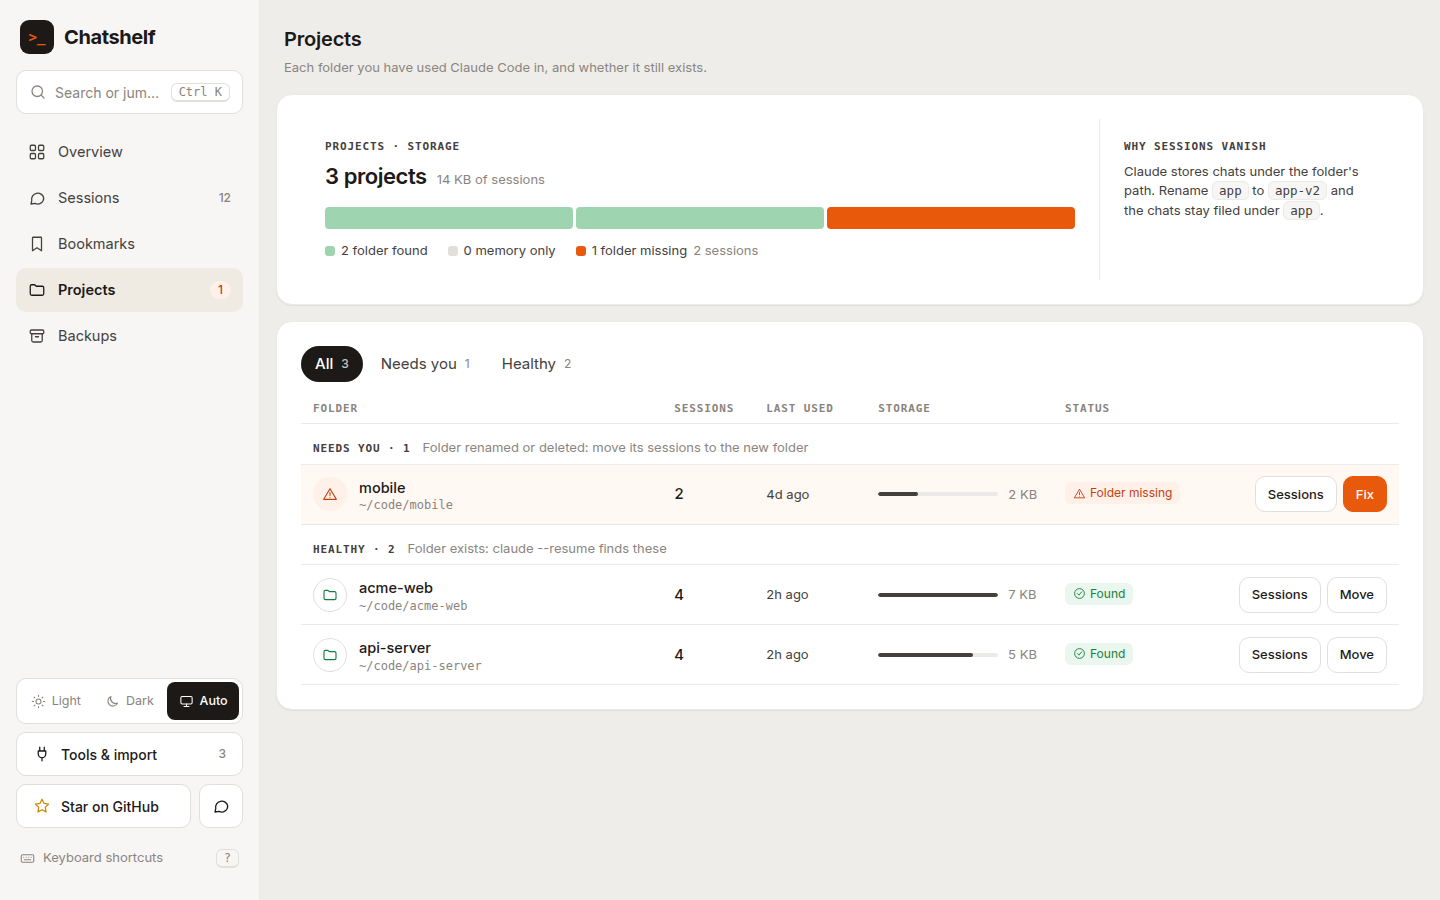 >_ Chatshelf
Search or jum... Ctrl K
Overview
Sessions 12
Bookmarks
Projects 1
Backups
Light Dark Auto
Tools & import 3
Star on GitHub
Keyboard shortcuts ?
Projects
Each folder you have used Claude Code in, and whether it still exists.
PROJECTS · STORAGE
3 projects 14 KB of sessions
2 folder found 0 memory only 1 folder missing 2 sessions
WHY SESSIONS VANISH
Claude stores chats under the folder's
path. Rename app to app-v2 and
the chats stay filed under app.
All 3 Needs you 1 Healthy 2
FOLDER SESSIONS LAST USED STORAGE STATUS
NEEDS YOU · 1 Folder renamed or deleted: move its sessions to the new folder
mobile
~/code/mobile
2 4d ago 2 KB Folder missing Sessions Fix
HEALTHY · 2 Folder exists: claude --resume finds these
acme-web
~/code/acme-web
4 2h ago 7 KB Found Sessions Move
api-server
~/code/api-server
4 2h ago 5 KB Found Sessions Move